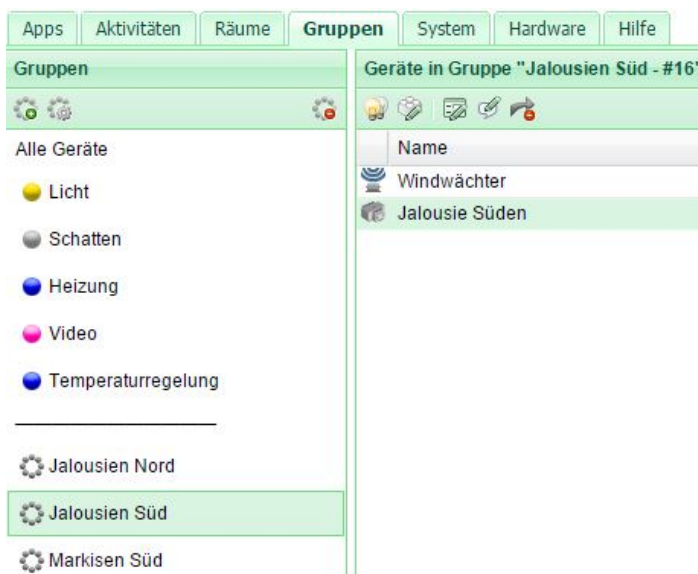 Apps Aktivitäten Räume Gruppen System Hardware Hilfe
Gruppen
Alle Geräte
Licht
Schatten
Heizung
Video
Temperaturregelung
Jalousien Nord
Jalousien Süd
Markisen Süd
Geräte in Gruppe "Jalousien Süd - #16"
Name
Windwächter
Jalousie Süden